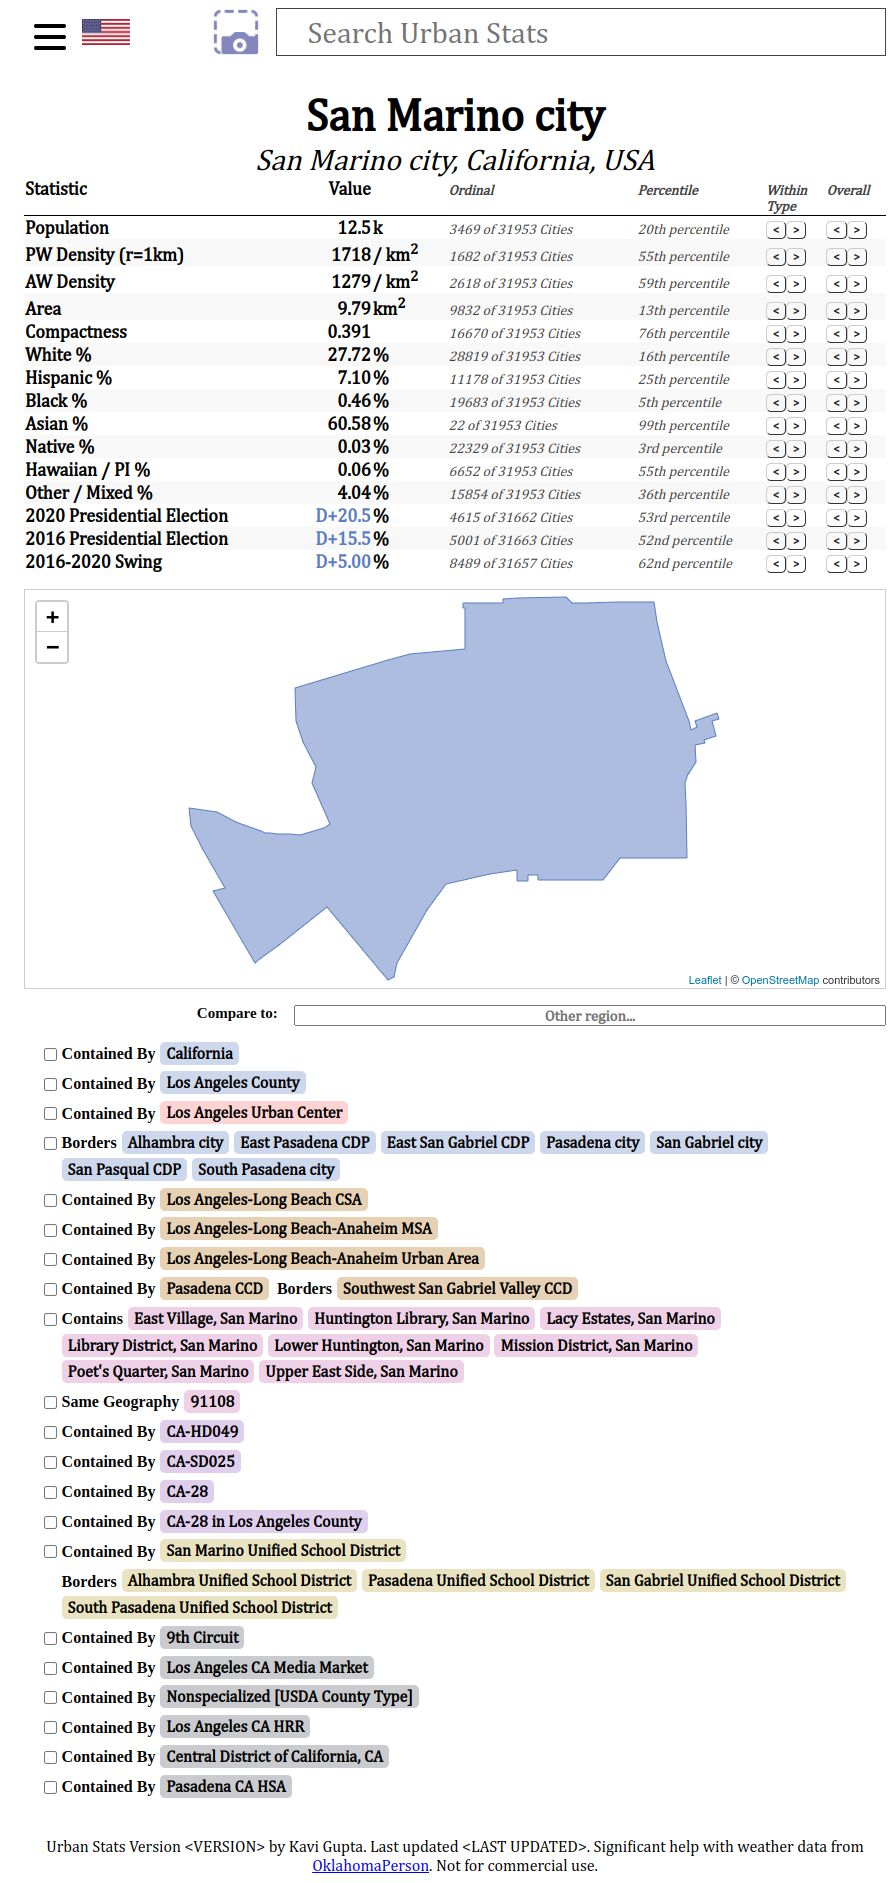 Search Urban Stats
San Marino city
San Marino city, California, USA
Statistic Value Ordinal Percentile Within Type Overall
Population 12.5k 3469 of 31953 Cities 20th percentile < > < >
PW Density (r=1km) 1718/ km² 1682 of 31953 Cities 55th percentile < > < >
AW Density 1279/ km² 2618 of 31953 Cities 59th percentile < > < >
Area 9.79km² 9832 of 31953 Cities 13th percentile < > < >
Compactness 0.391 16670 of 31953 Cities 76th percentile < > < >
White % 27.72% 28819 of 31953 Cities 16th percentile < > < >
Hispanic % 7.10% 11178 of 31953 Cities 25th percentile < > < >
Black % 0.46% 19683 of 31953 Cities 5th percentile < > < >
Asian % 60.58% 22 of 31953 Cities 99th percentile < > < >
Native % 0.03% 22329 of 31953 Cities 3rd percentile < > < >
Hawaiian / PI % 0.06% 6652 of 31953 Cities 55th percentile < > < >
Other / Mixed % 4.04% 15854 of 31953 Cities 36th percentile < > < >
2020 Presidential Election D+20.5% 4615 of 31662 Cities 53rd percentile < > < >
2016 Presidential Election D+15.5% 5001 of 31663 Cities 52nd percentile < > < >
2016-2020 Swing D+5.00% 8489 of 31657 Cities 62nd percentile < > < >
+
−
Leaflet | © OpenStreetMap contributors
Compare to: Other region...
Contained By California
Contained By Los Angeles County
Contained By Los Angeles Urban Center
Borders Alhambra city East Pasadena CDP East San Gabriel CDP Pasadena city San Gabriel city
San Pasqual CDP South Pasadena city
Contained By Los Angeles-Long Beach CSA
Contained By Los Angeles-Long Beach-Anaheim MSA
Contained By Los Angeles-Long Beach-Anaheim Urban Area
Contained By Pasadena CCD Borders Southwest San Gabriel Valley CCD
Contains East Village, San Marino Huntington Library, San Marino Lacy Estates, San Marino
Library District, San Marino Lower Huntington, San Marino Mission District, San Marino
Poet's Quarter, San Marino Upper East Side, San Marino
Same Geography 91108
Contained By CA-HD049
Contained By CA-SD025
Contained By CA-28
Contained By CA-28 in Los Angeles County
Contained By San Marino Unified School District
Borders Alhambra Unified School District Pasadena Unified School District San Gabriel Unified School District
South Pasadena Unified School District
Contained By 9th Circuit
Contained By Los Angeles CA Media Market
Contained By Nonspecialized [USDA County Type]
Contained By Los Angeles CA HRR
Contained By Central District of California, CA
Contained By Pasadena CA HSA
Urban Stats Version <VERSION> by Kavi Gupta. Last updated <LAST UPDATED>. Significant help with weather data from
OklahomaPerson. Not for commercial use.